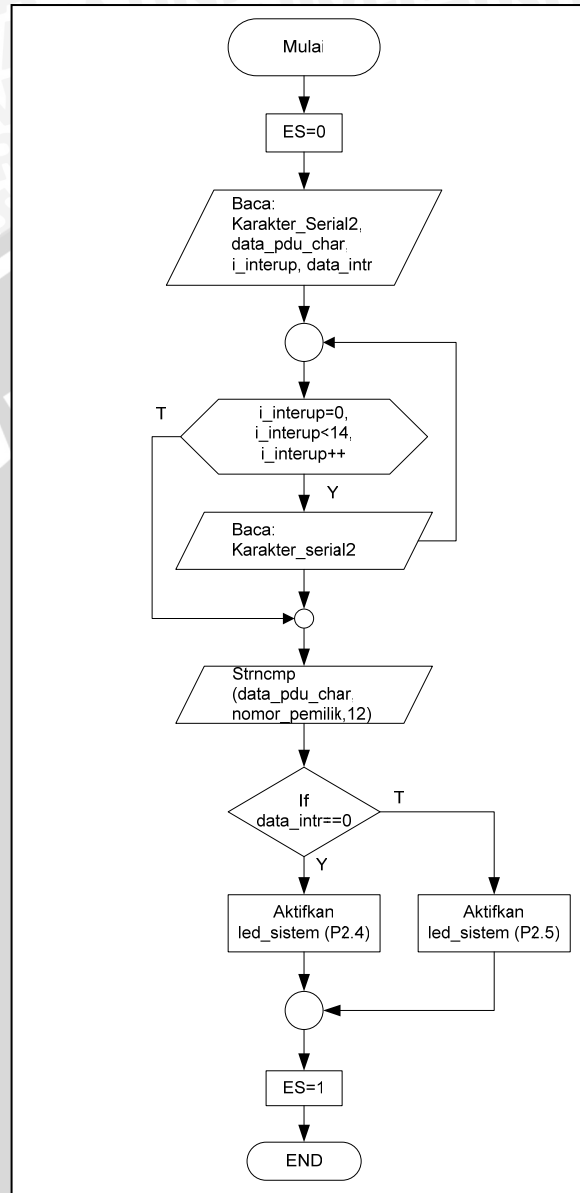 Mulai
ES=0
Baca:
Karakter_Serial2,
data_pdu_char,
i_interup, data_intr
T
i_interup=0,
i_interup<14,
i_interup++
Y
Baca:
Karakter_serial2
Strncmp
(data_pdu_char,
nomor_pemilik,12)
If
data_intr==0
T
Y
Aktifkan
led_sistem (P2.4)
Aktifkan
led_sistem (P2.5)
ES=1
END